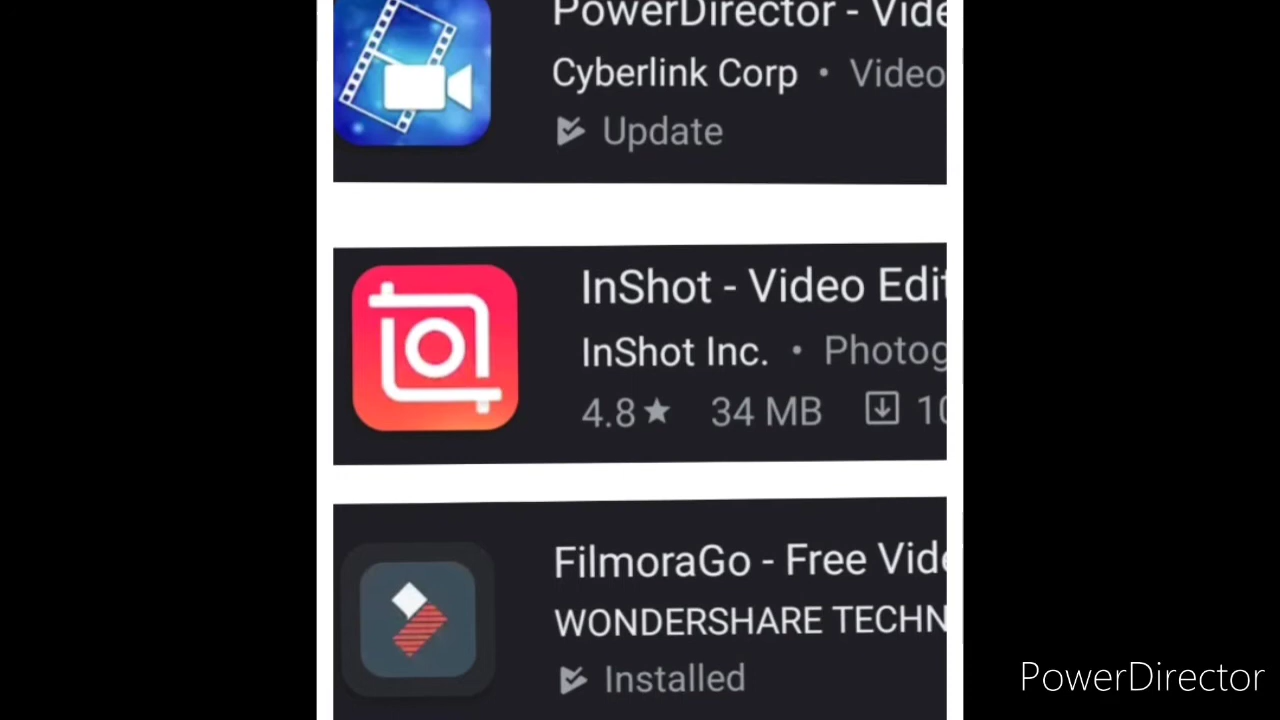 PowerDirector - Vide
Cyberlink Corp • Video
Update
InShot - Video Edit
InShot Inc. • Photog
4.8★ 34 MB 10
FilmoraGo - Free Vide
WONDERSHARE TECHN
Installed
PowerDirector